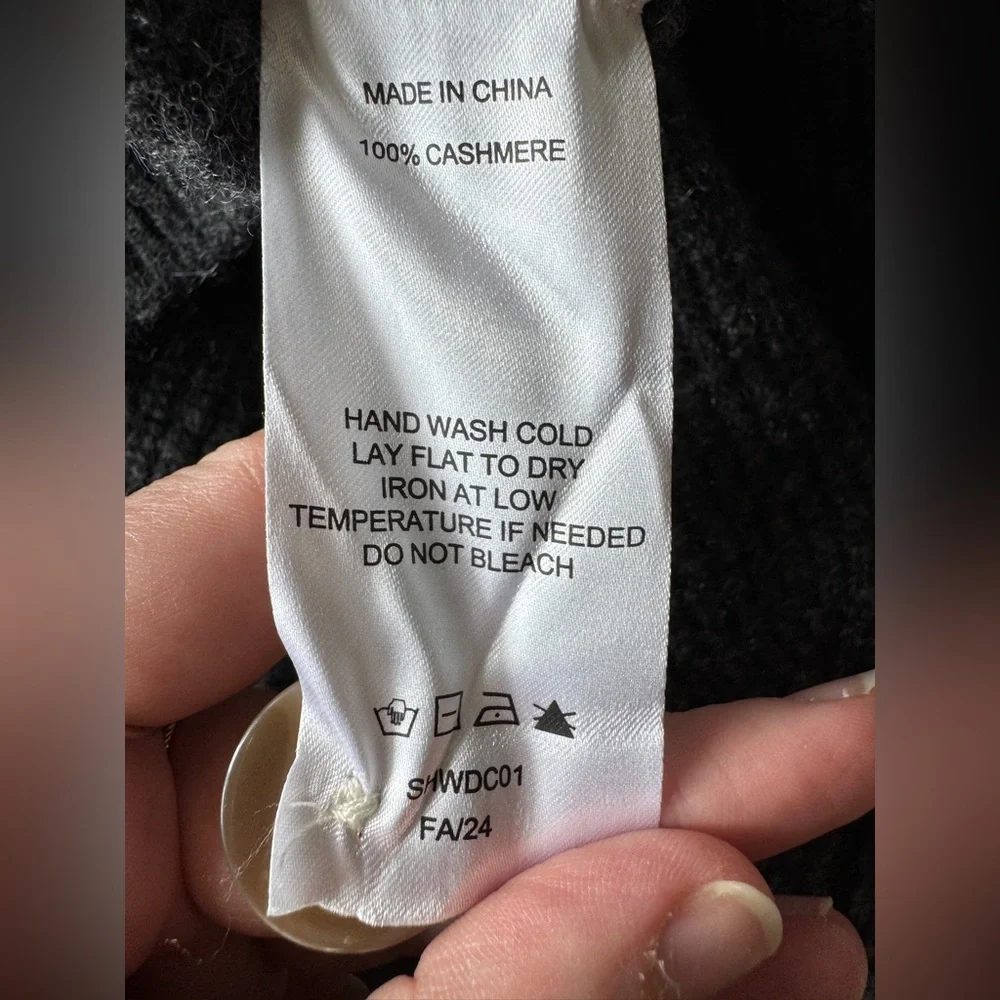 MADE IN CHINA
100% CASHMERE
HAND WASH COLD
LAY FLAT TO DRY
IRON AT LOW
TEMPERATURE IF NEEDED
DO NOT BLEACH
SHWDC01
FA/24